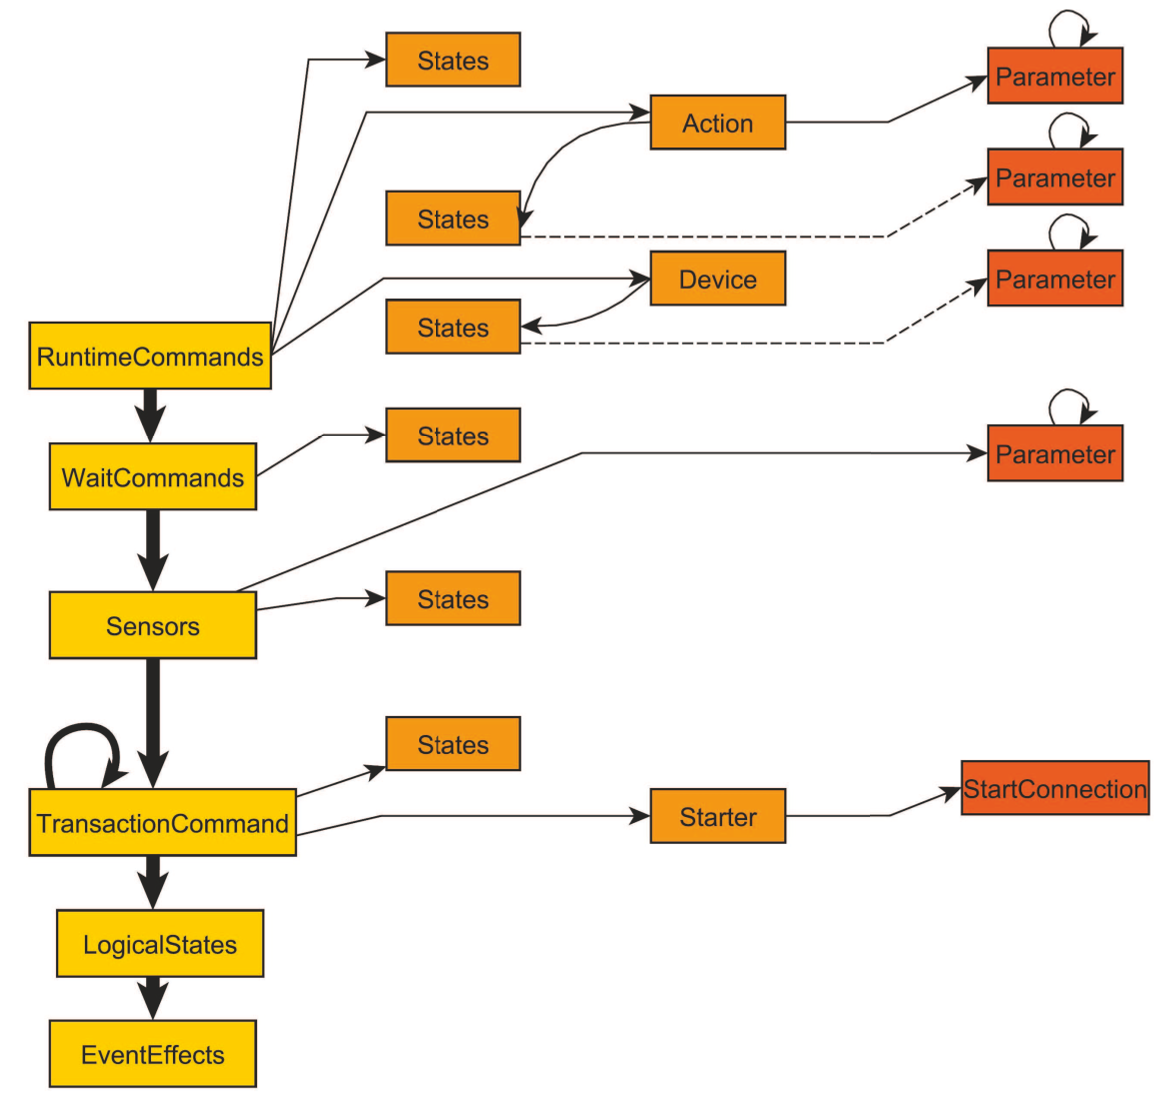 States
Parameter
Action
Parameter
States
Device
Parameter
States
RuntimeCommands
States
Parameter
WaitCommands
States
Sensors
States
StartConnection
Starter
TransactionCommand
LogicalStates
EventEffects